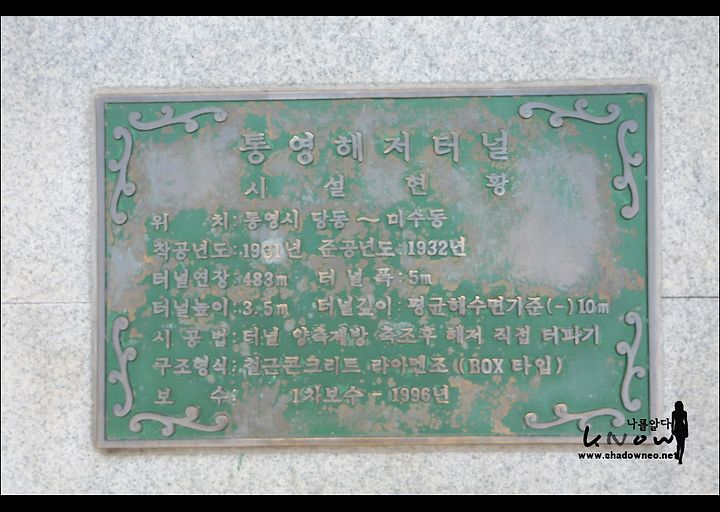 통영해저터널
시 설 현 황
위 치: 통영시 당동 ~ 미수동
착공년도: 1931년 준공년도: 1932년
터널연장: 483m 터 널 폭: 5m
터널높이: 3.5m 터널깊이: 평균해수면기준(-)10m
시 공 법: 터널 양측제방 축조후 해저 직접 터파기
구조형식: 철근콘크리트 라아멘조 (BOX 타입)
보 수: 1차보수 - 1996년
나를안다
KNOW
www.shadowneo.net